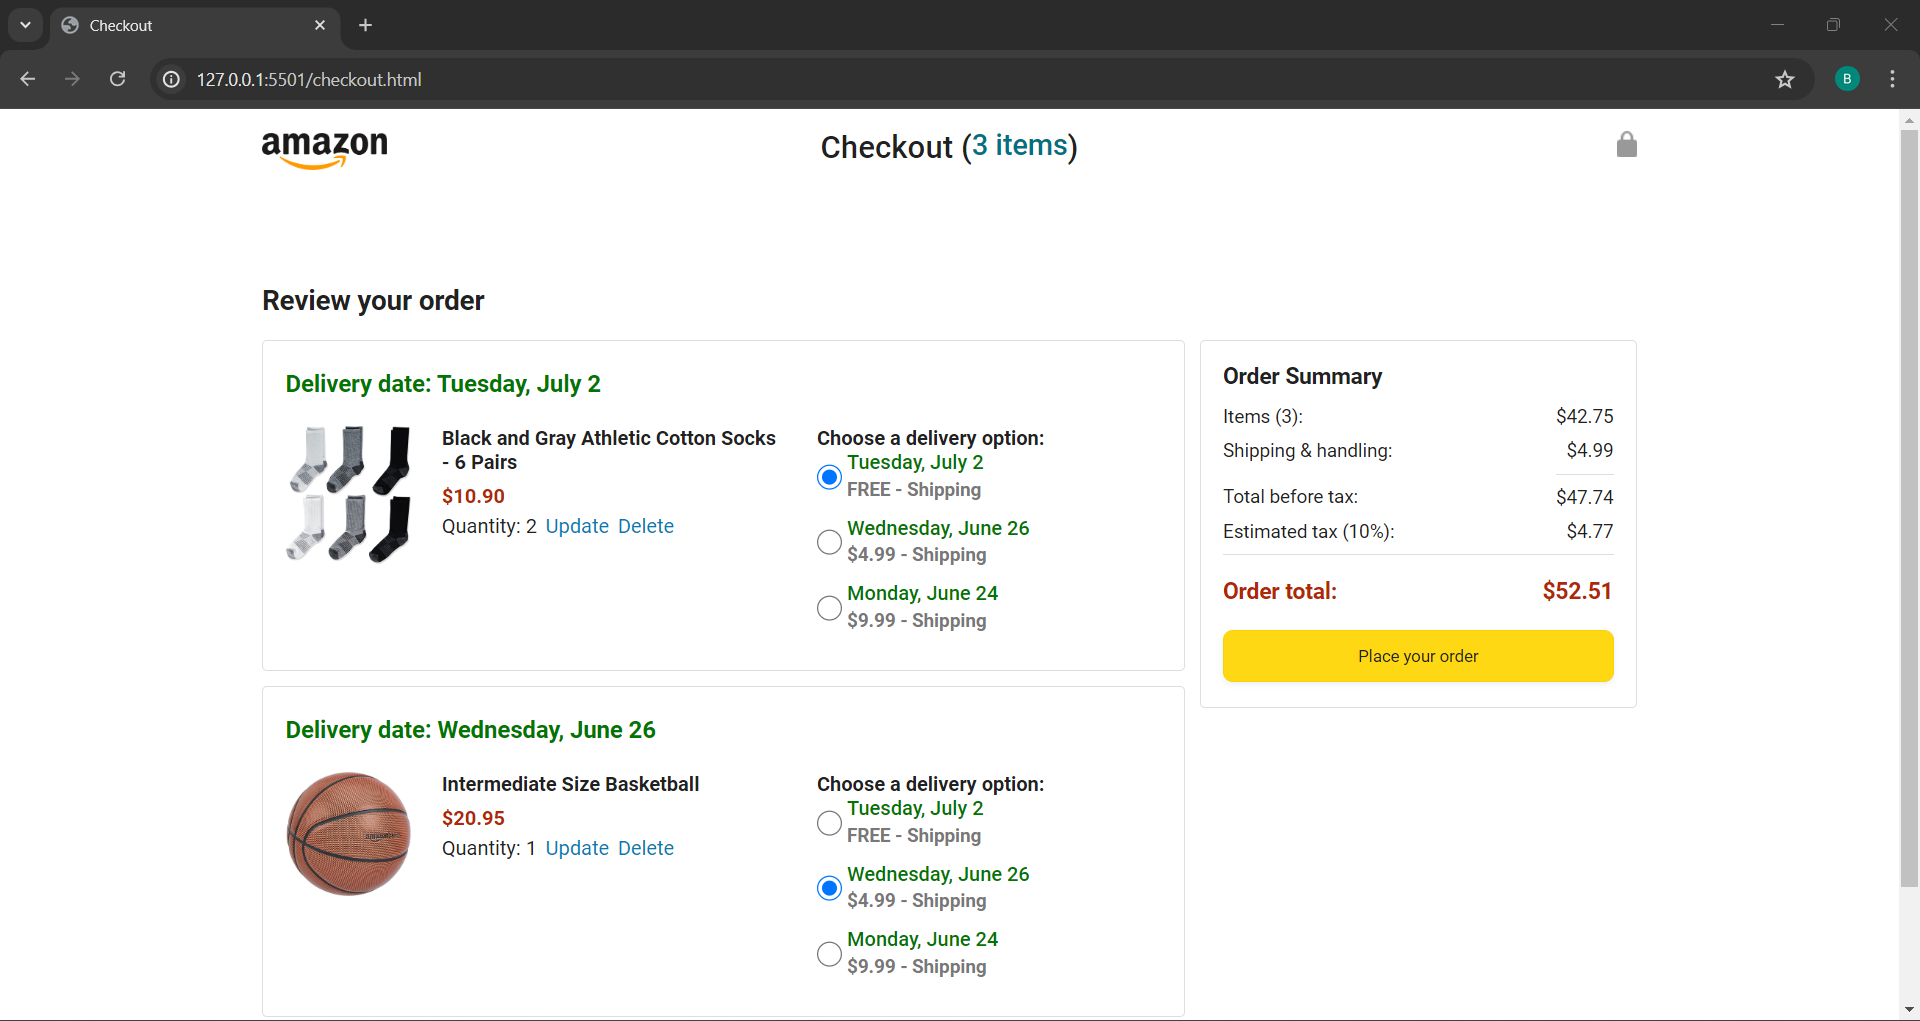 Checkout
127.0.0.1:5501/checkout.html
B
amazon
Checkout (3 items)
Review your order
Delivery date: Tuesday, July 2
Black and Gray Athletic Cotton Socks
- 6 Pairs
$10.90
Quantity: 2 Update Delete
Choose a delivery option:
Tuesday, July 2
FREE - Shipping
Wednesday, June 26
$4.99 - Shipping
Monday, June 24
$9.99 - Shipping
Order Summary
Items (3): $42.75
Shipping & handling: $4.99
Total before tax: $47.74
Estimated tax (10%): $4.77
Order total: $52.51
Place your order
Delivery date: Wednesday, June 26
Intermediate Size Basketball
$20.95
Quantity: 1 Update Delete
Choose a delivery option:
Tuesday, July 2
FREE - Shipping
Wednesday, June 26
$4.99 - Shipping
Monday, June 24
$9.99 - Shipping